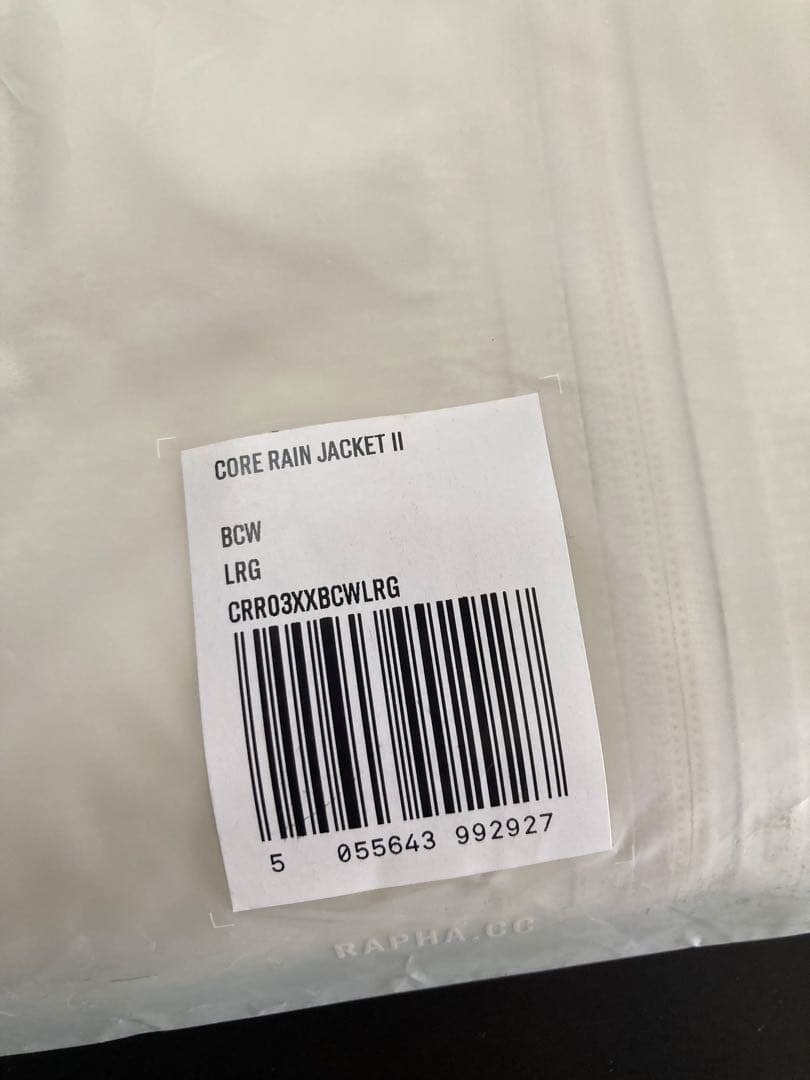 CORE RAIN JACKET II
BCW
LRG
CRR03XXBCWLRG
5 055643 992927
RAPHA.CC